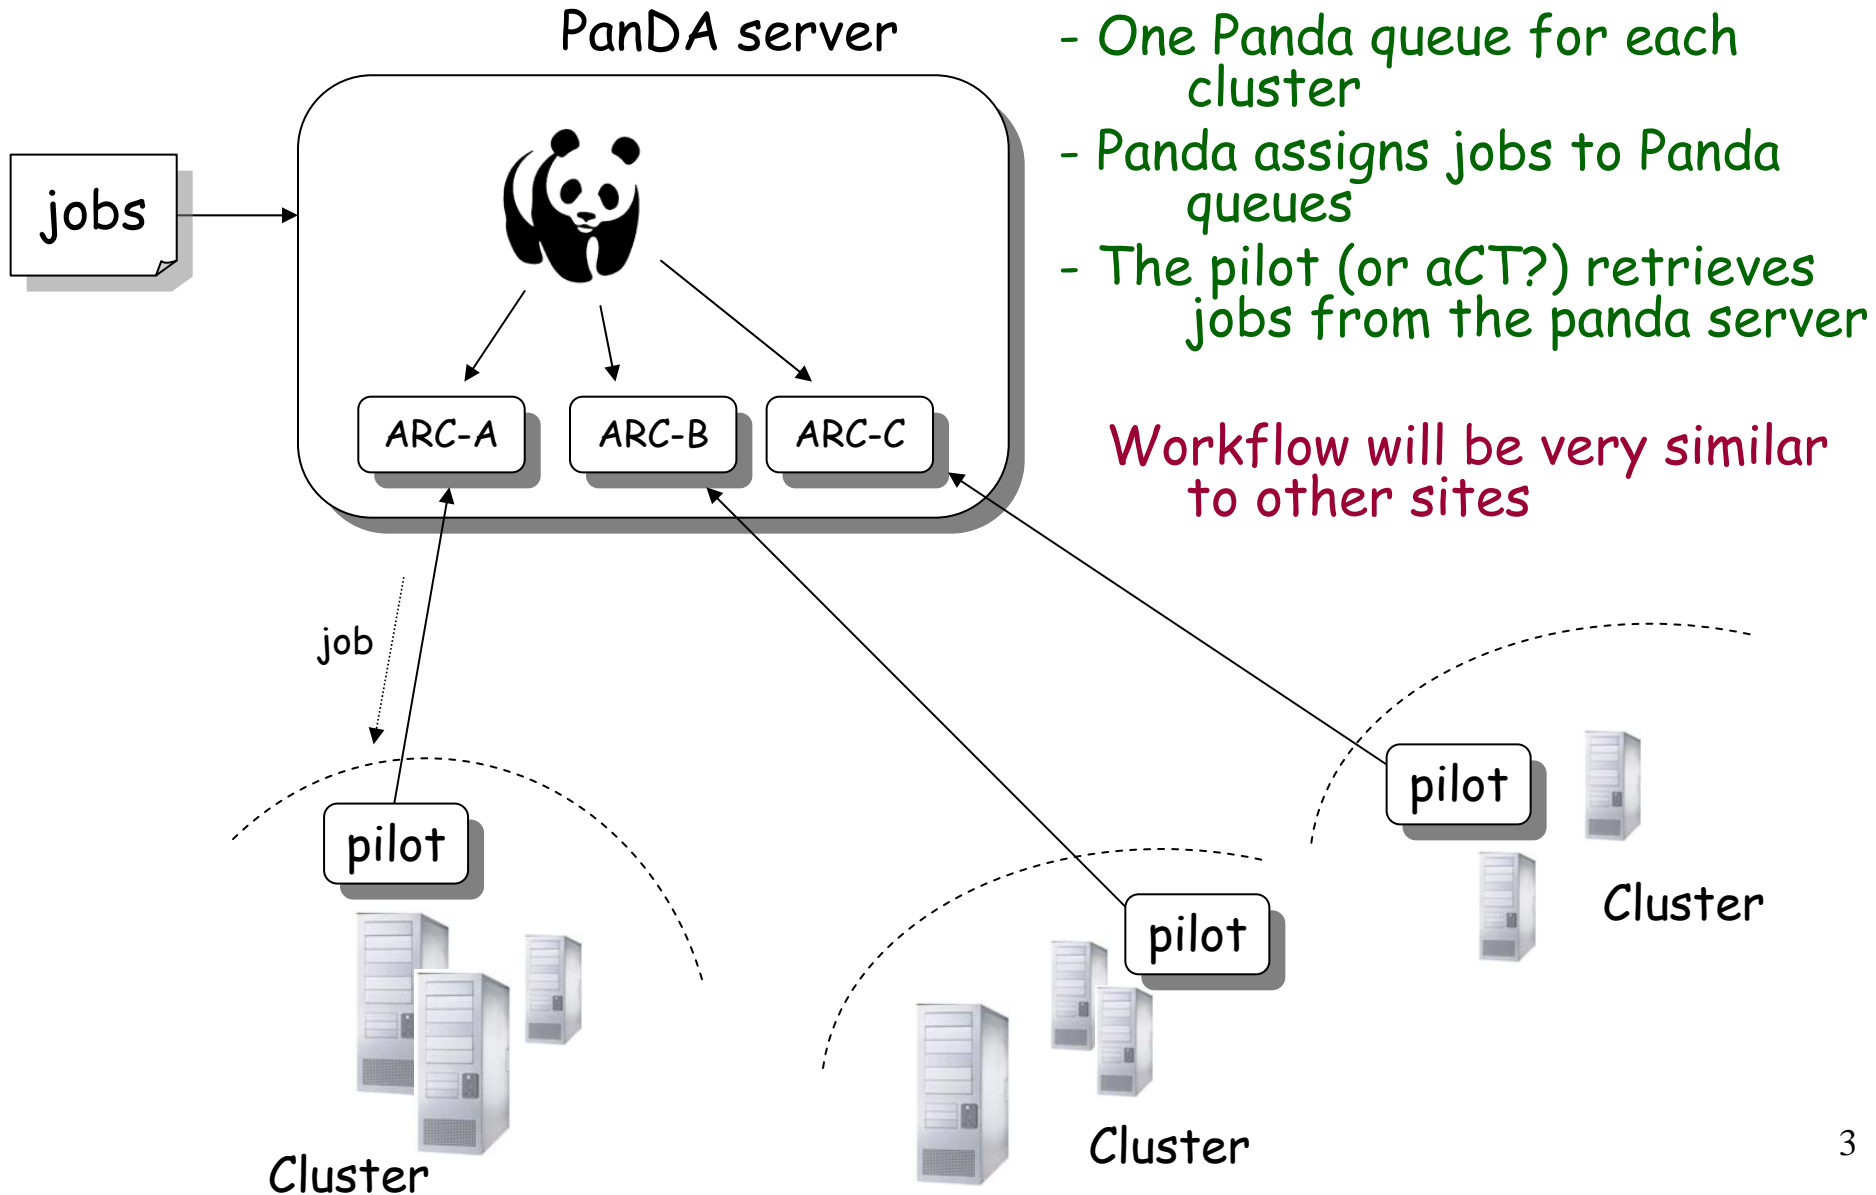 PanDA server
jobs
ARC-A
ARC-B
ARC-C
- One Panda queue for each
cluster
- Panda assigns jobs to Panda
queues
- The pilot (or aCT?) retrieves
jobs from the panda server
Workflow will be very similar
to other sites
job
pilot
pilot
pilot
Cluster
Cluster
Cluster
3